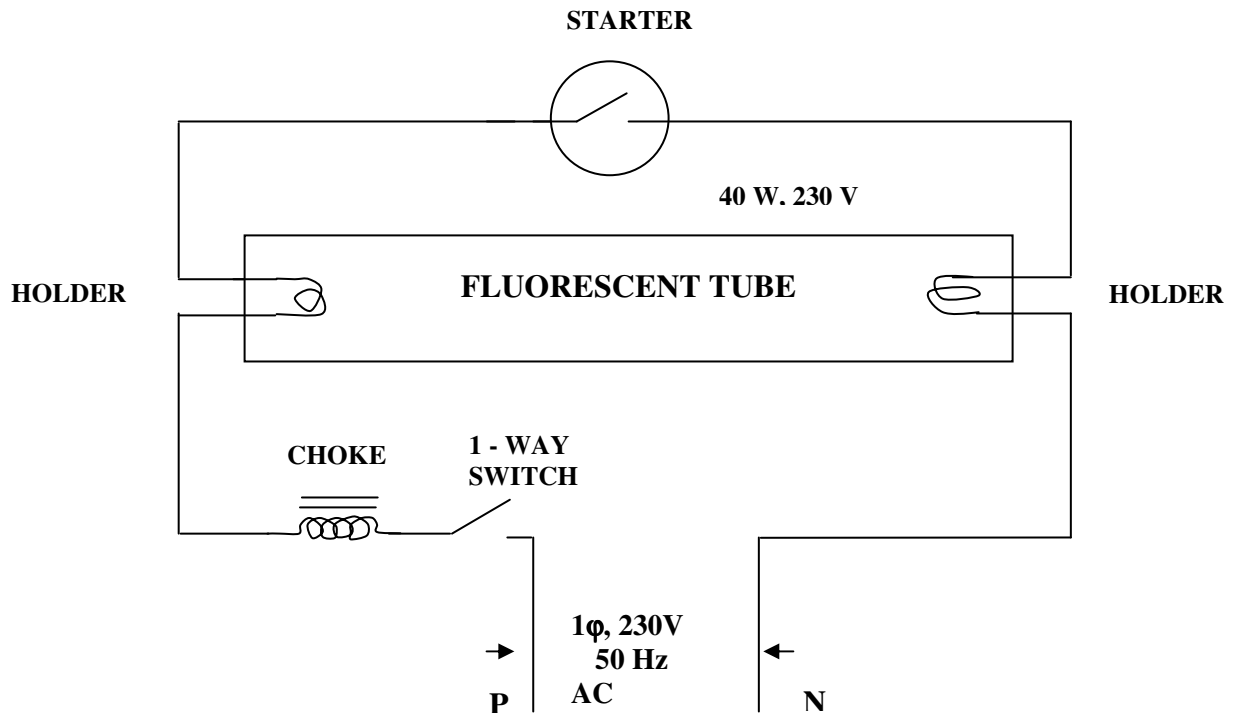 STARTER
40 W, 230 V
HOLDER
FLUORESCENT TUBE
HOLDER
CHOKE
1 - WAY
SWITCH
1φ, 230V
50 Hz
AC
P
N